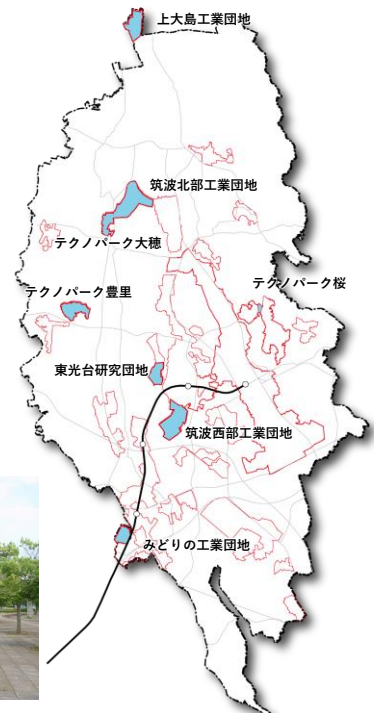 上大島工業団地
筑波北部工業団地
テクノパーク大穂
テクノパーク桜
テクノパーク豊里
東光台研究団地
筑波西部工業団地
みどりの工業団地